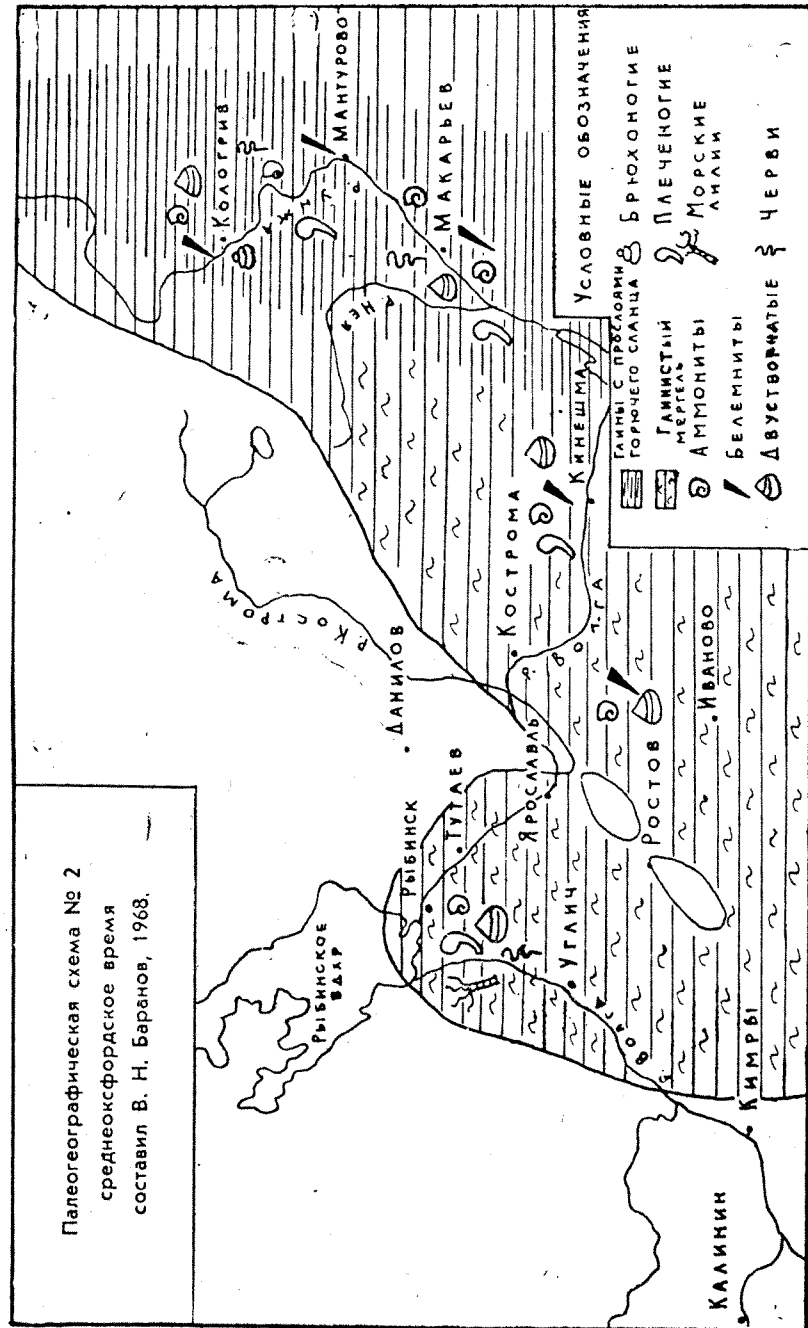 Палеогеографическая схема № 2
среднеоксфордское время
составил В. Н. Баранов, 1968.
Кологрив
Мантурово
р. Унжа
Макарьев
р Нея
р. Кострома
Данилов
Кострома
Кинешма
Рыбинское
вдхр
Рыбинск
Тутаев
Ярославль
р. Волга
Ростов
Иваново
Углич
р. Волга
Кимры
Калинин
Условные обозначения
Глины с прослоями
горючего сланца
Глинистый
мергель
Аммониты
Белемниты
Двустворчатые
Брюхоногие
Плеченогие
Морские
лилии
Черви